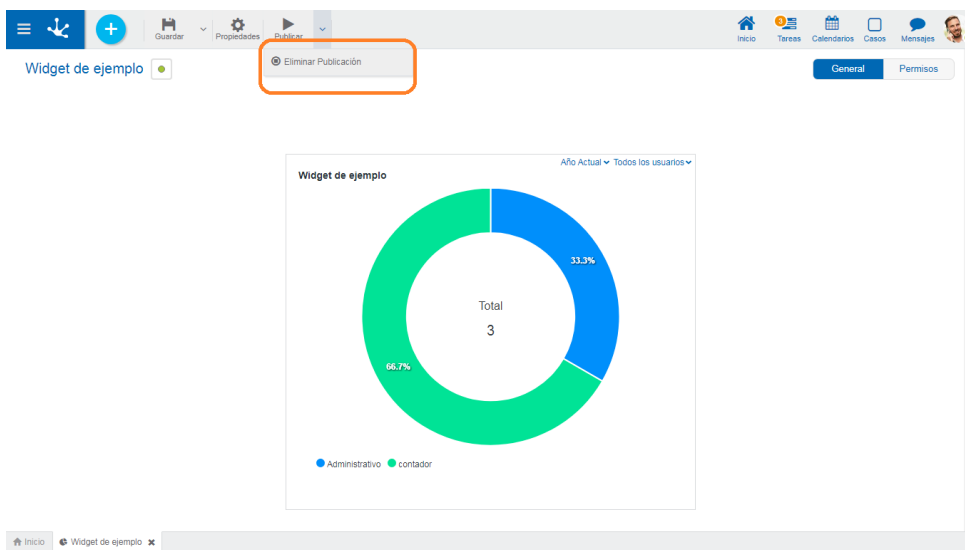 Guardar Propiedades Publicar
Inicio 3 Tareas Calendarios Casos Mensajes
Eliminar Publicación
Widget de ejemplo
General Permisos
Año Actual Todos los usuarios
Widget de ejemplo
33.3%
Total
3
66.7%
Administrativo contador
Inicio Widget de ejemplo